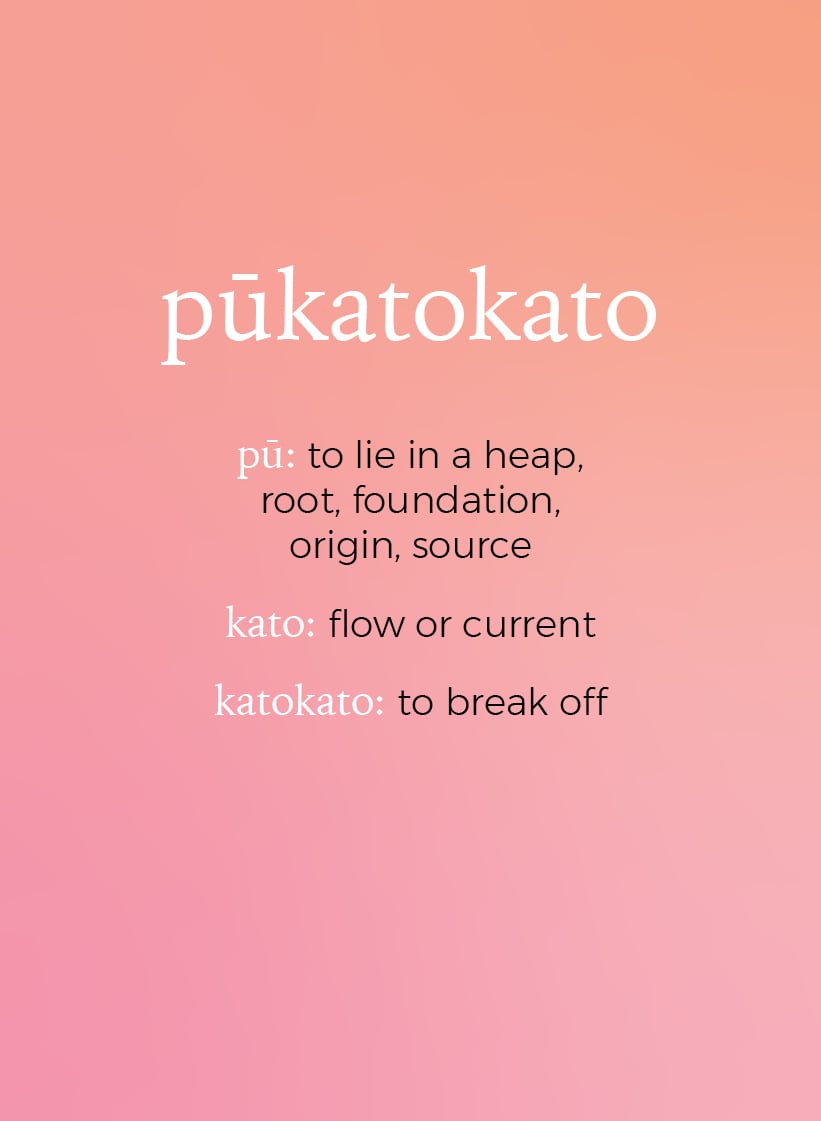 pūkatokato
pū: to lie in a heap,
root, foundation,
origin, source
kato: flow or current
katokato: to break off